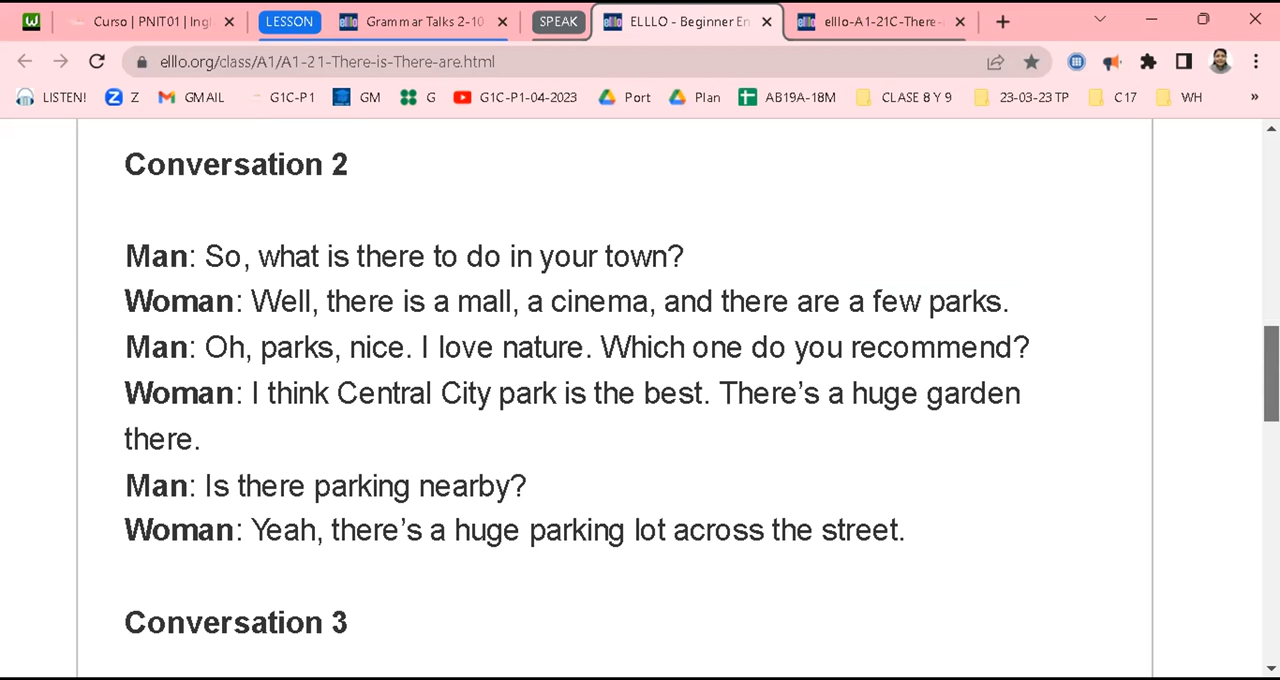 Curso | PNIT01 | Ingl
LESSON
Grammar Talks 2-10
SPEAK
ELLLO - Beginner En
elllo-A1-21C-There-
elllo.org/class/A1/A1-21-There-is-There-are.html
LISTEN! Z GMAIL G1C-P1 GM G G1C-P1-04-2023 Port Plan AB19A-18M CLASE 8 Y 9 23-03-23 TP C17 WH »
Conversation 2
Man: So, what is there to do in your town?
Woman: Well, there is a mall, a cinema, and there are a few parks.
Man: Oh, parks, nice. I love nature. Which one do you recommend?
Woman: I think Central City park is the best. There’s a huge garden
there.
Man: Is there parking nearby?
Woman: Yeah, there’s a huge parking lot across the street.
Conversation 3